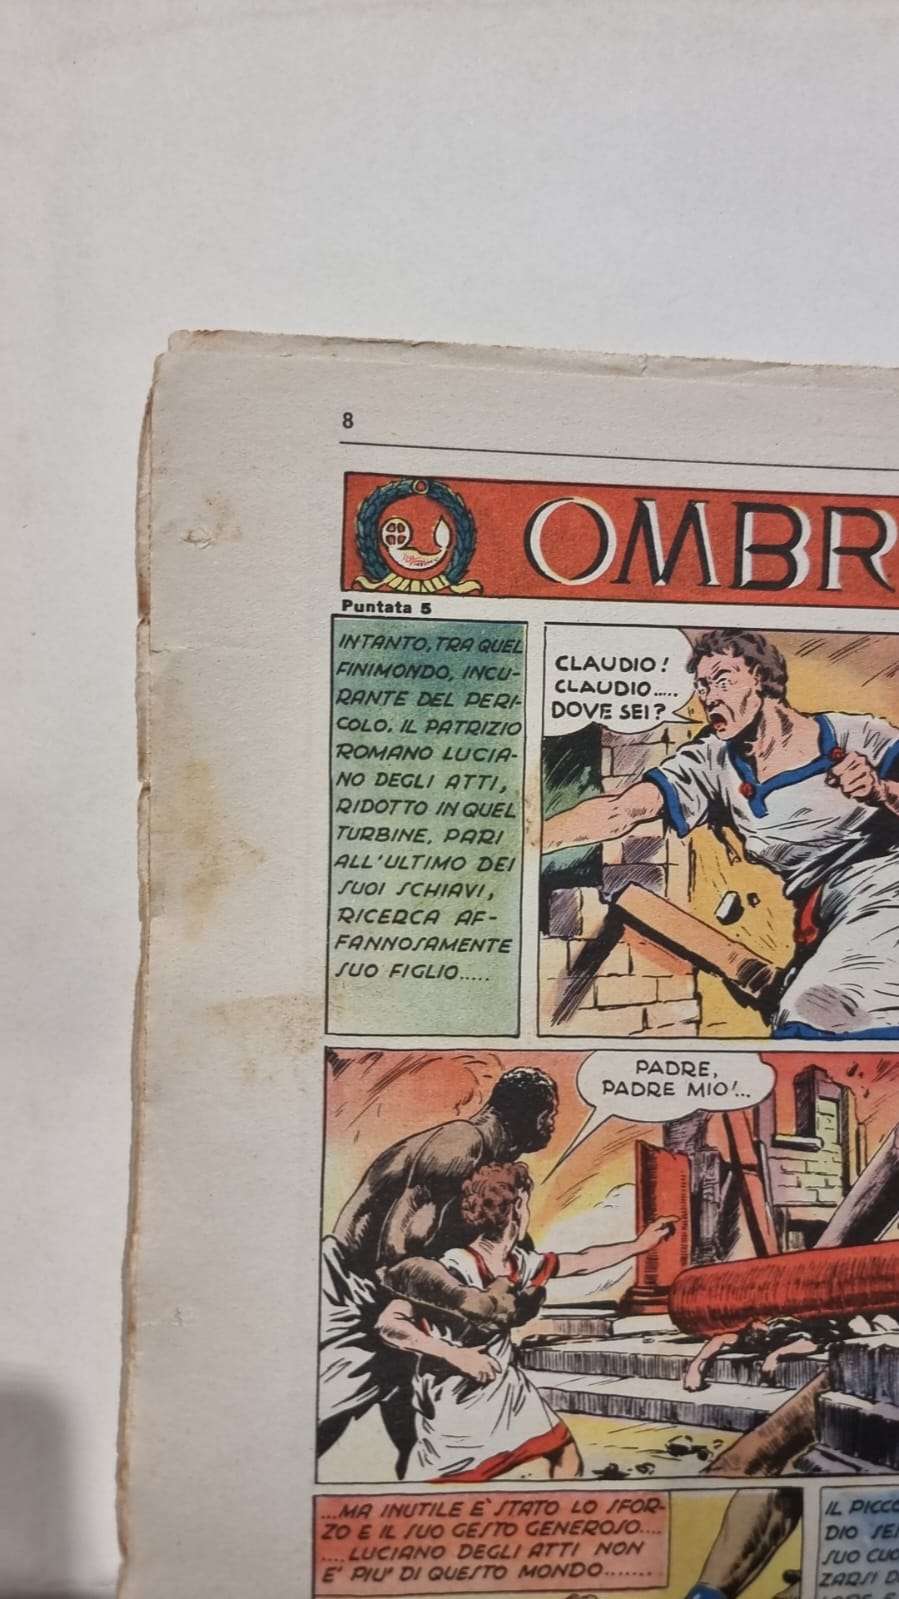 8
OMBR
Puntata 5
INTANTO, TRA QUEL
FINIMONDO, INCU-
RANTE DEL PERI-
COLO, IL PATRIZIO
ROMANO LUCIA-
NO DEGLI ATTI,
RIDOTTO IN QUEL
TURBINE, PARI
ALL'ULTIMO DEI
SUOI SCHIAVI,
RICERCA AF-
FANNOSAMENTE
SUO FIGLIO.....
CLAUDIO!
CLAUDIO.....
DOVE SEI?
PADRE,
PADRE MIO!...
...MA INUTILE E' STATO LO SFOR-
ZO E IL SUO GESTO GENEROSO....
....LUCIANO DEGLI ATTI NON
E' PIU' DI QUESTO MONDO.......
IL PICCO
DIO SE
SUO CUO
ZARSI D